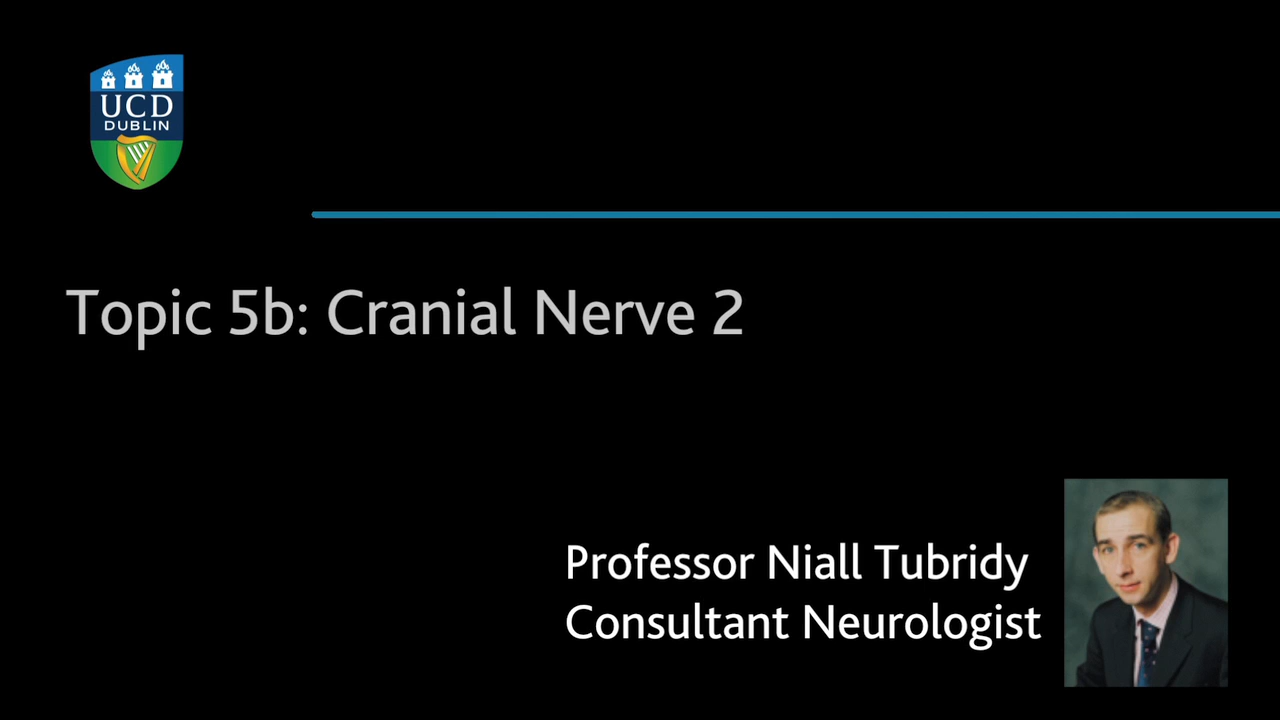 UCD
DUBLIN
Topic 5b: Cranial Nerve 2
Professor Niall Tubridy
Consultant Neurologist